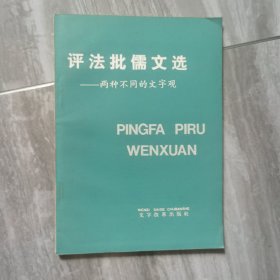 评法批儒文选
——两种不同的文字观
PINGFA PIRU
WENXUAN
WENZI GAIGE CHUBANSHE
文字改革出版社